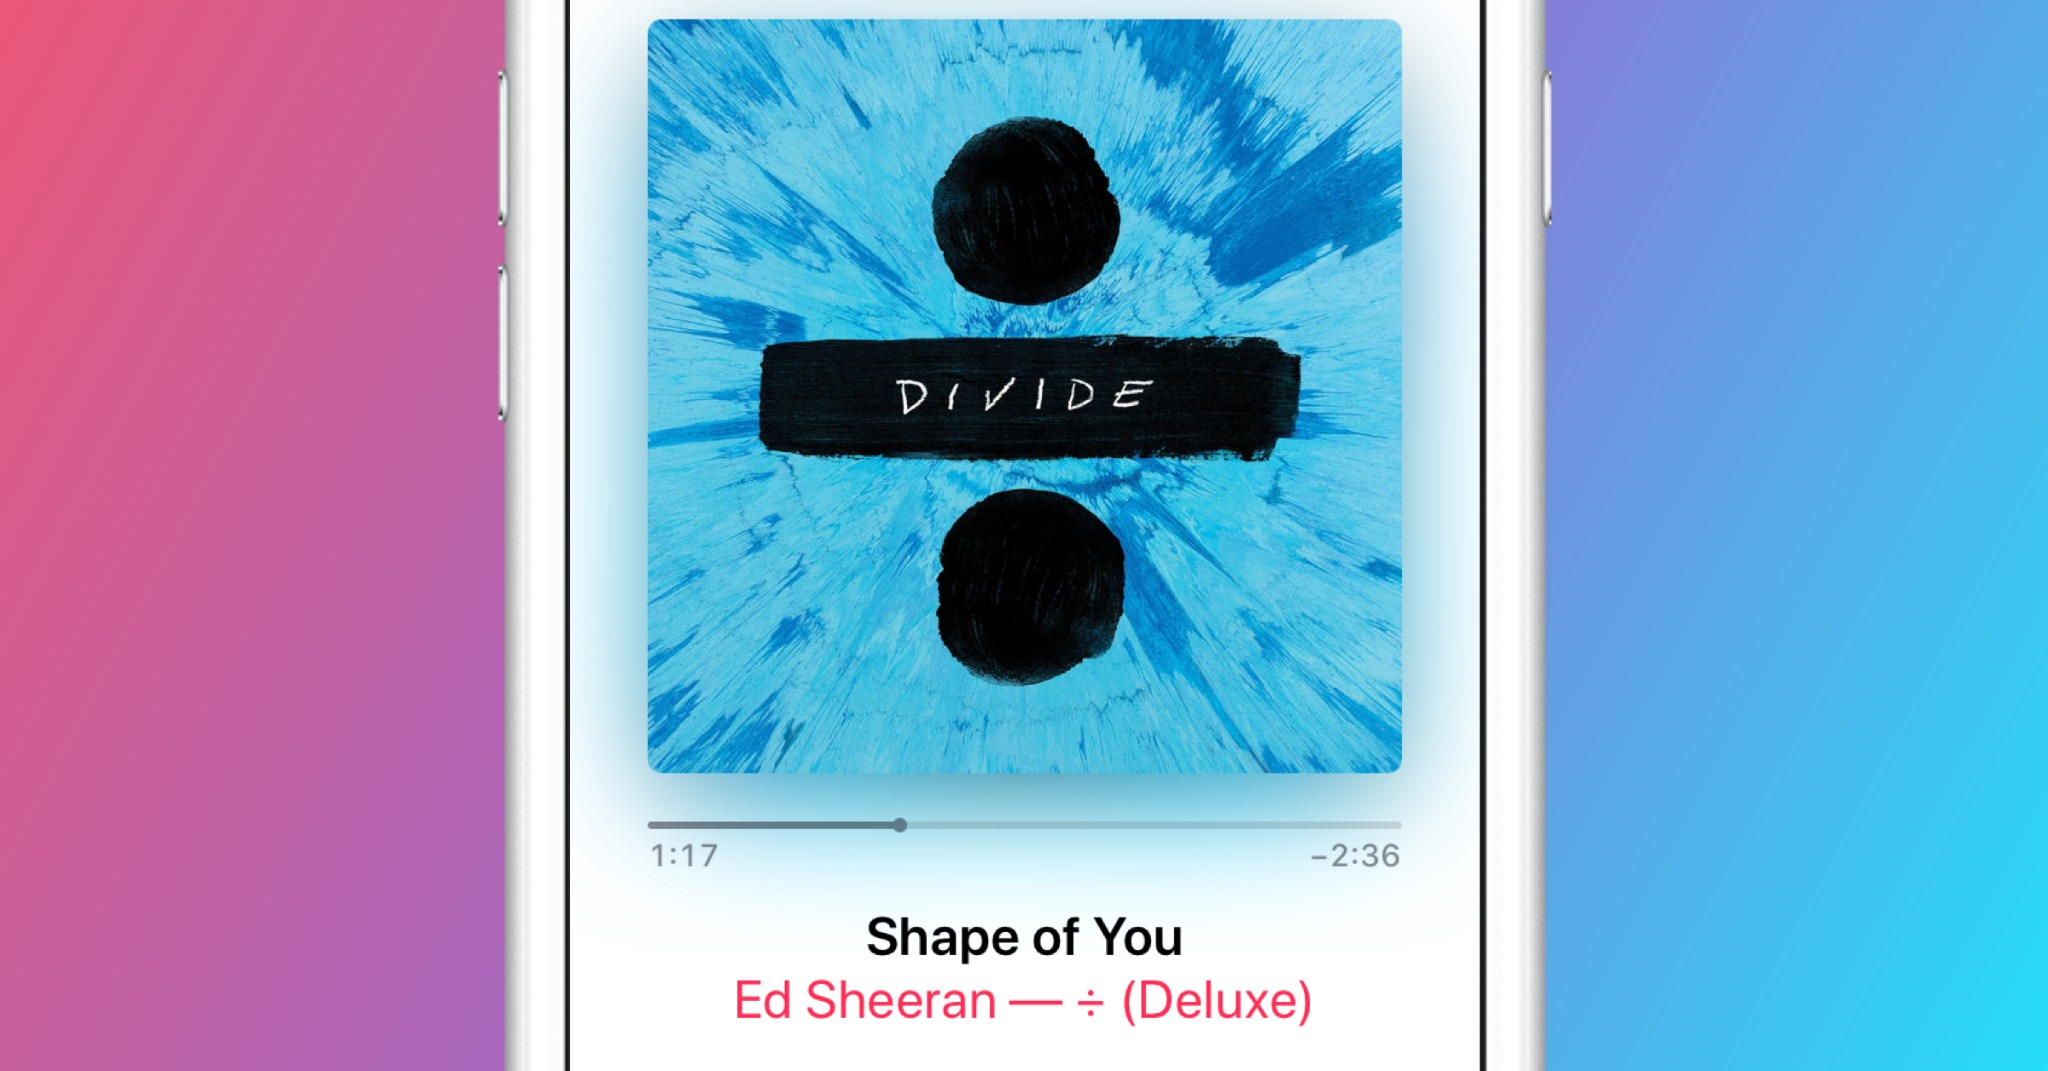 DIVIDE
1:17
−2:36
Shape of You
Ed Sheeran — ÷ (Deluxe)